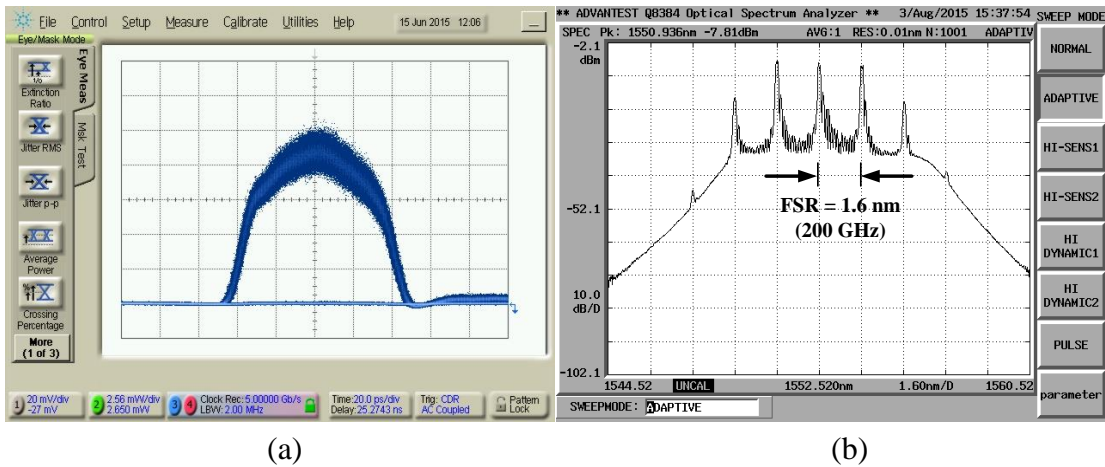 File Control Setup Measure Calibrate Utilities Help 15 Jun 2015 12:06
Eye/Mask Mode
Eye Meas
Msk Test
Extinction
Ratio
Jitter RMS
Jitter p-p
Average
Power
Crossing
Percentage
More
(1 of 3)
1) 20 mV/div
-27 mV
2) 2.56 mW/div
2.650 mW
3) 4) Clock Rec: 5.00000 Gb/s
LBW: 2.00 MHz
Time:20.0 ps/div
Delay:25.2743 ns
Trig: CDR
AC Coupled
Pattern
Lock
(a)
** ADVANTEST Q8384 Optical Spectrum Analyzer ** 3/Aug/2015 15:37:54
SPEC Pk: 1550.936nm -7.81dBm AVG:1 RES:0.01nm N:1001 ADAPTIV
-2.1
dBm
FSR = 1.6 nm
(200 GHz)
-52.1
10.0
dB/D
-102.1
1544.52 UNCAL 1552.520nm 1.60nm/D 1560.52
SWEEPMODE: ADAPTIVE
SWEEP MODE
NORMAL
ADAPTIVE
HI-SENS1
HI-SENS2
HI
DYNAMIC1
HI
DYNAMIC2
PULSE
parameter
(b)